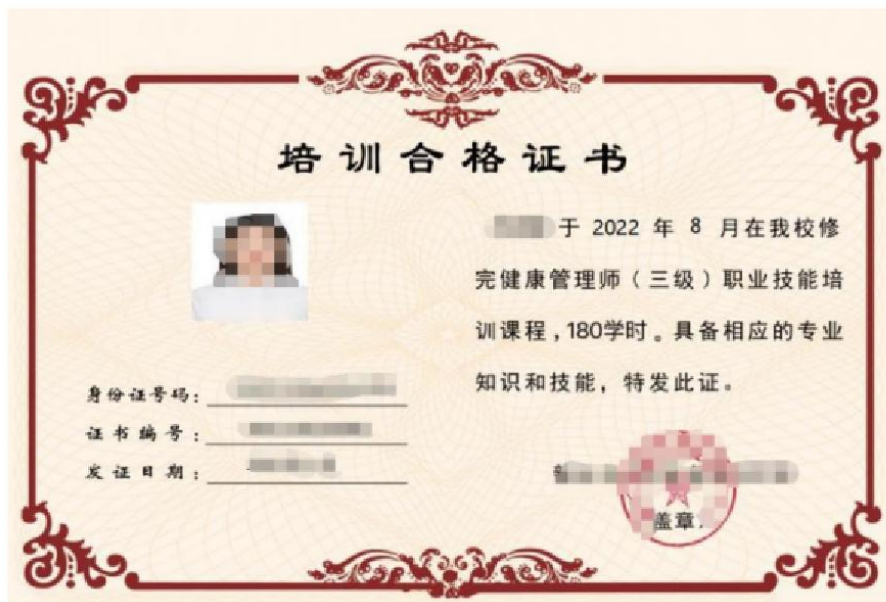 培训合格证书
于 2022 年 8 月在我校修
完健康管理师（三级）职业技能培
训课程，180学时。具备相应的专业
知识和技能，特发此证。
身份证号码：
证书编号：
发证日期：
盖章